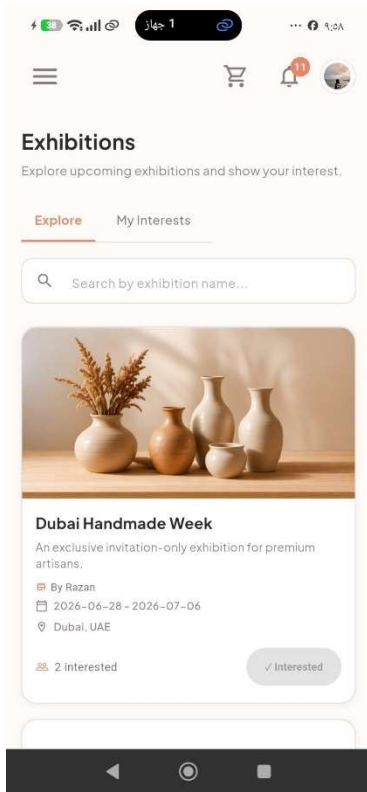 38
1 جهاز
٩:٥٨
11
Exhibitions
Explore upcoming exhibitions and show your interest.
Explore My Interests
Search by exhibition name...
Dubai Handmade Week
An exclusive invitation-only exhibition for premium
artisans.
By Razan
2026-06-28 - 2026-07-06
Dubai, UAE
2 interested
✓ Interested